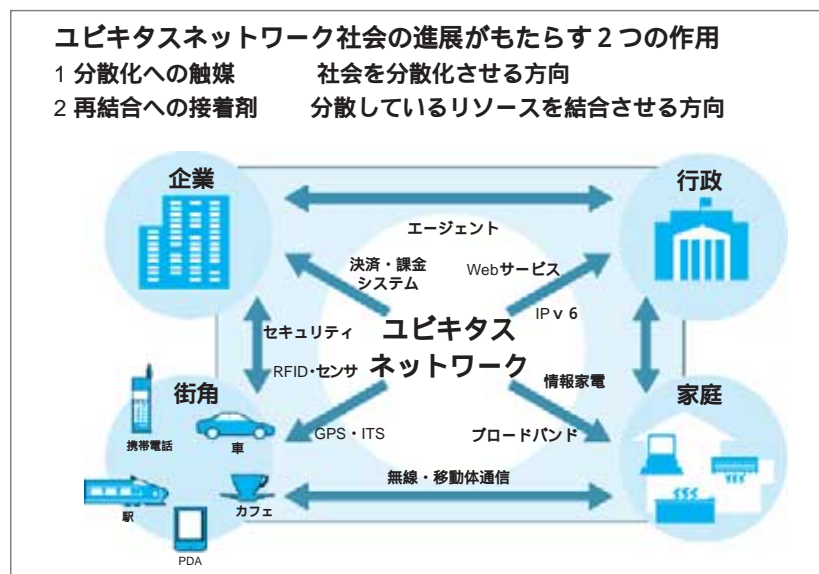 ユビキタスネットワーク社会の進展がもたらす2つの作用
1 分散化への触媒 社会を分散化させる方向
2 再結合への接着剤 分散しているリソースを結合させる方向
企業
行政
エージェント
決済・課金
システム
Webサービス
IPv6
セキュリティ
ユビキタス
ネットワーク
RFID・センサ
情報家電
街角
家庭
携帯電話
車
GPS・ITS
ブロードバンド
無線・移動体通信
駅
カフェ
PDA